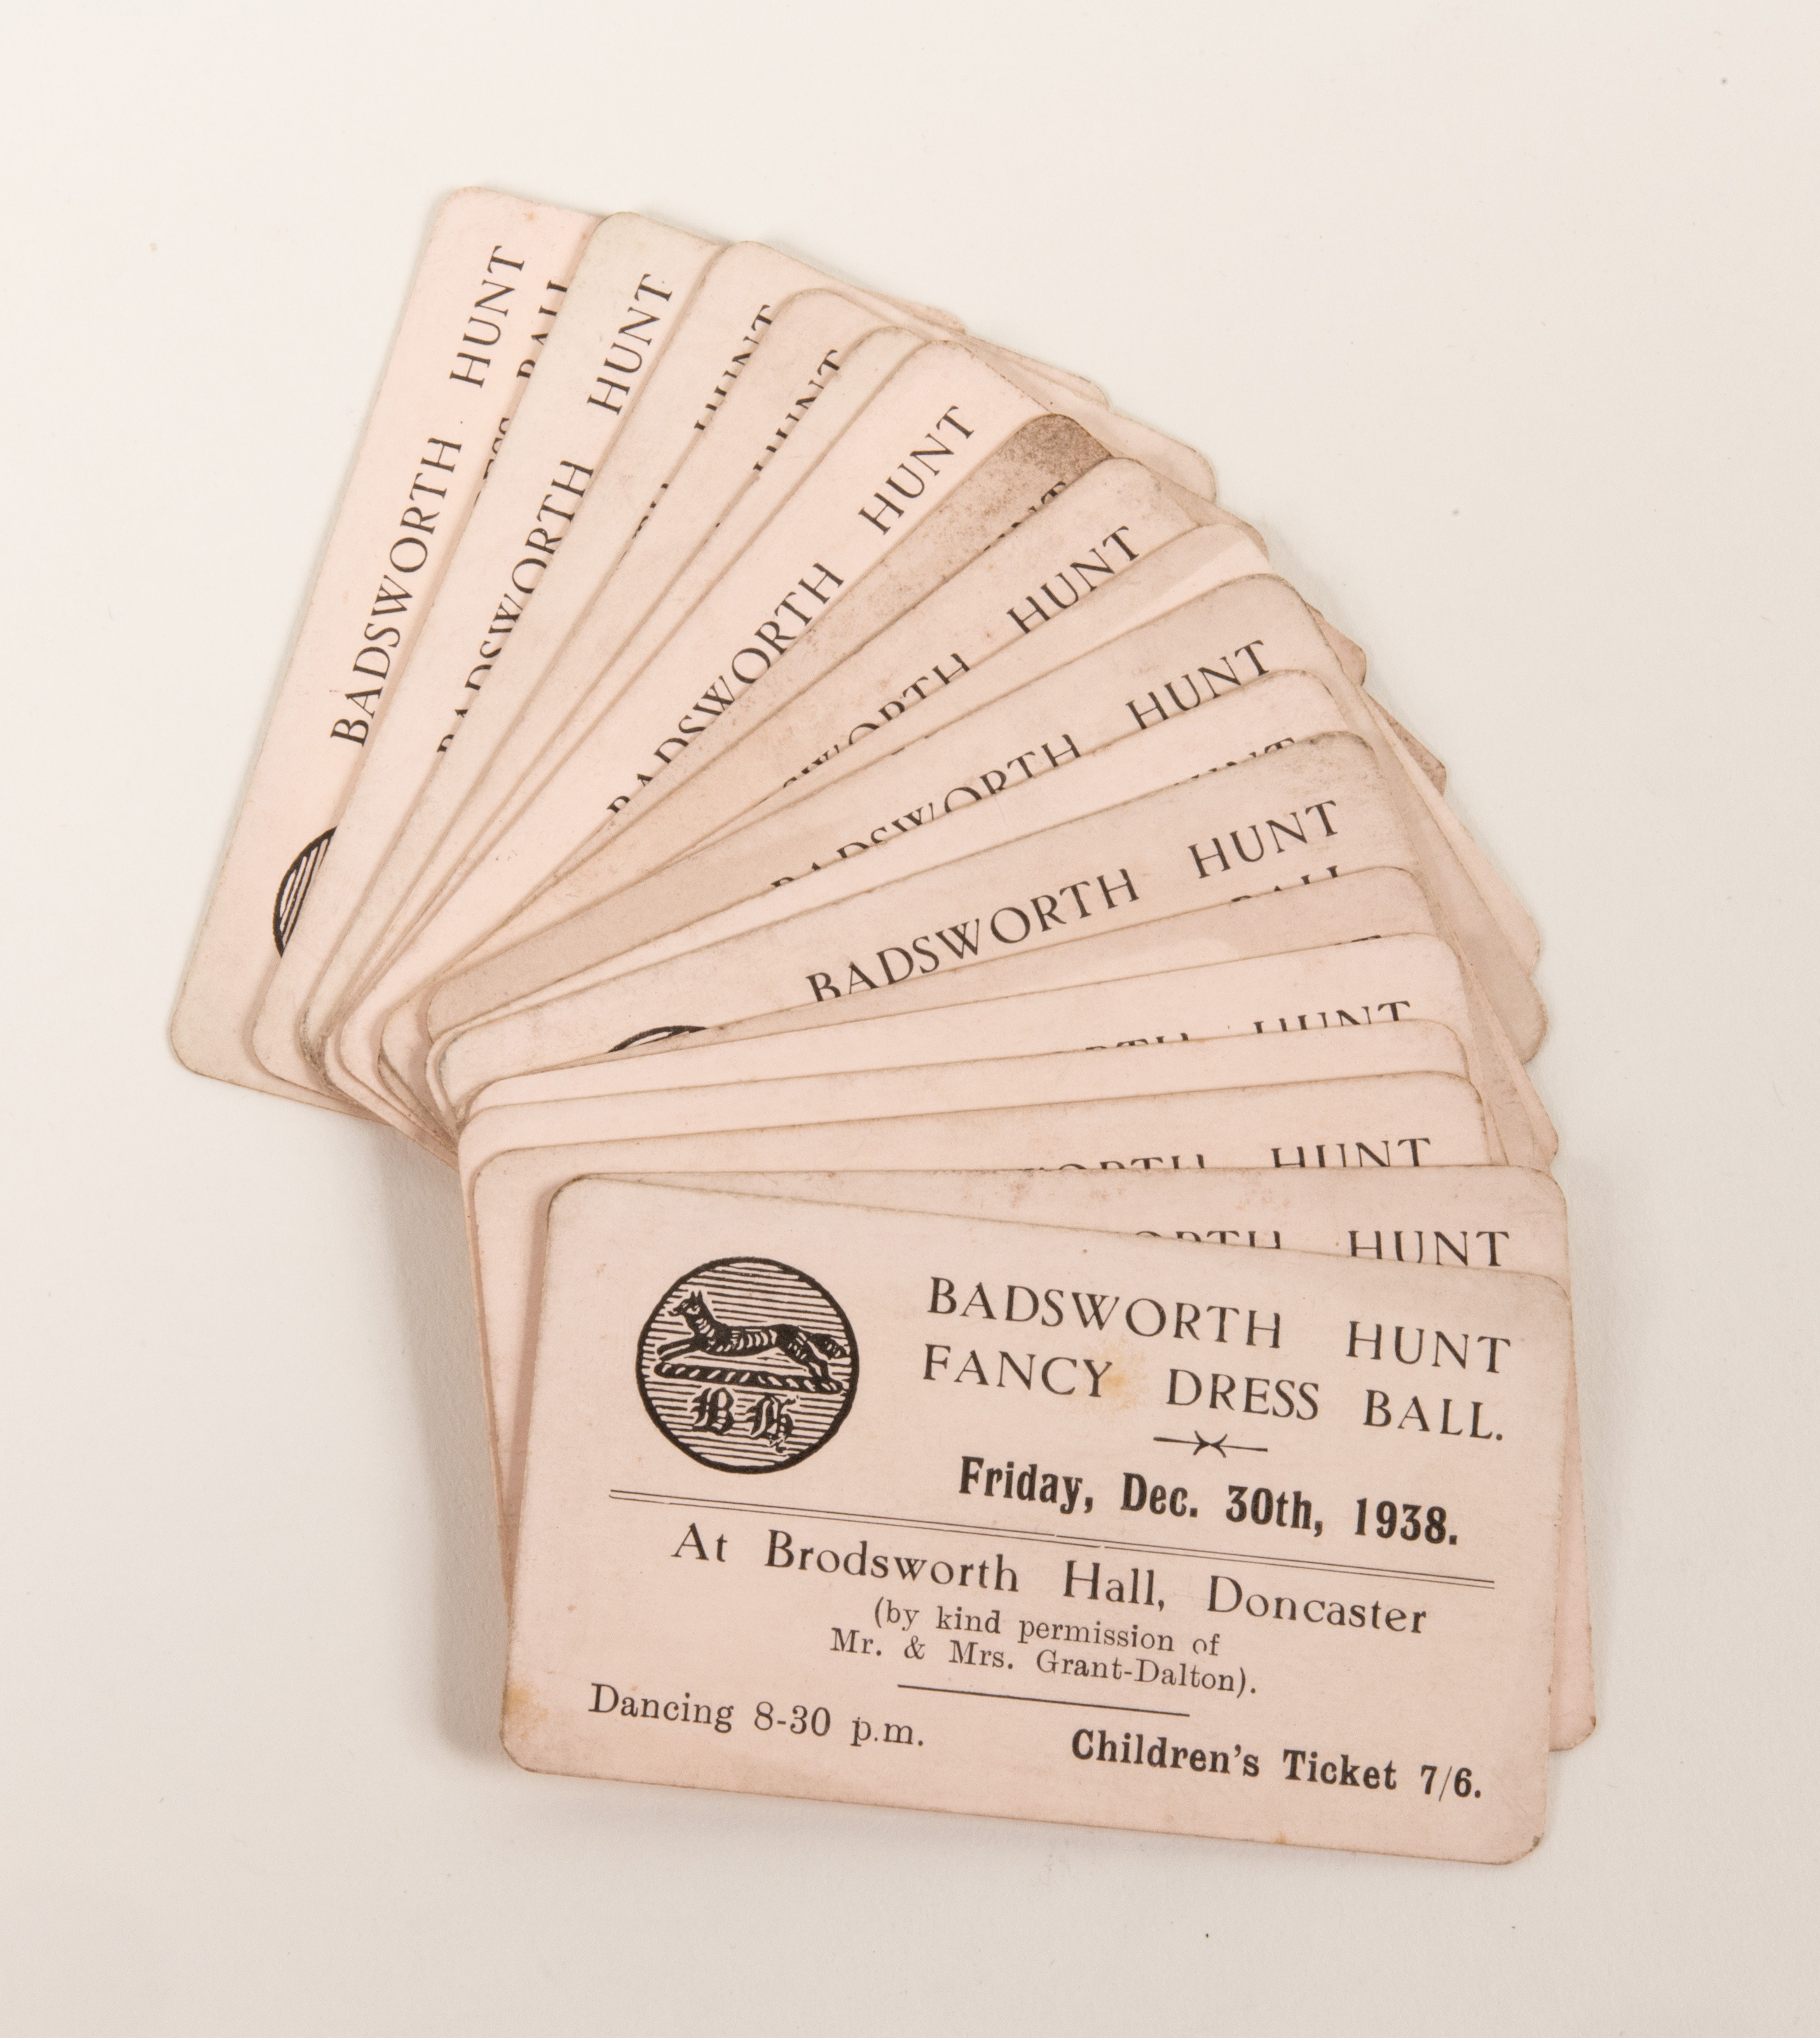 BADSWORTH HUNT
BADSWORTH HUNT
HUNT
HUNT
BADSWORTH HUNT
HUNT
BADSWORTH HUNT
BADSWORTH HUNT
HUNT
HUNT
HUNT
BADSWORTH HUNT
FANCY DRESS BALL.
Friday, Dec. 30th, 1938.
At Brodsworth Hall, Doncaster
(by kind permission of
Mr. & Mrs. Grant-Dalton).
Dancing 8-30 p.m.
Children's Ticket 7/6.
BH